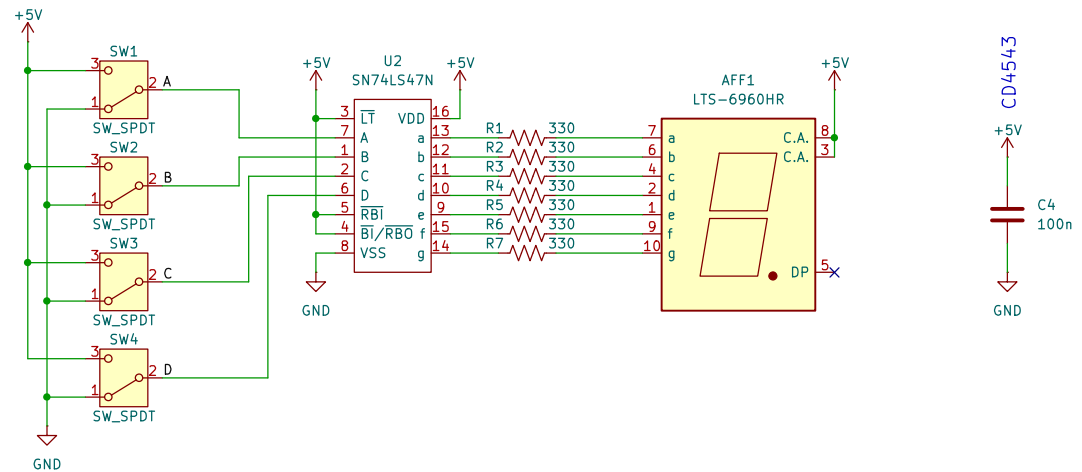 +5V
SW1
3
2
A
1
SW_SPDT
SW2
3
2
B
1
SW_SPDT
SW3
3
2
C
1
SW_SPDT
SW4
3
2
D
1
SW_SPDT
GND
U2
SN74LS47N
+5V
+5V
3 LT VDD 16
7 A a 13
1 B b 12
2 C c 11
6 D d 10
5 RBI e 9
4 BI/RBO f 15
8 VSS g 14
GND
R1 330
R2 330
R3 330
R4 330
R5 330
R6 330
R7 330
AFF1
LTS-6960HR
+5V
7 a C.A. 8
6 b C.A. 3
4 c
2 d
1 e
9 f
10 g
DP 5
CD4543
+5V
C4
100n
GND